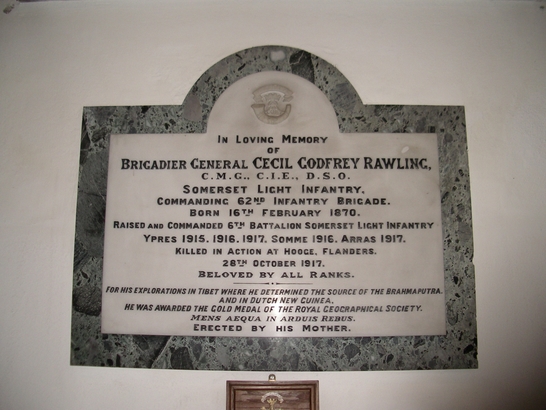 IN LOVING MEMORY
OF
BRIGADIER GENERAL CECIL GODFREY RAWLING,
C.M.G., C.I.E., D.S.O.
SOMERSET LIGHT INFANTRY.
COMMANDING 62ND INFANTRY BRIGADE.
BORN 16TH FEBRUARY 1870.
RAISED AND COMMANDED 6TH BATTALION SOMERSET LIGHT INFANTRY
YPRES 1915, 1916, 1917, SOMME 1916, ARRAS 1917.
KILLED IN ACTION AT HOOGE, FLANDERS.
28TH OCTOBER 1917.
BELOVED BY ALL RANKS.
FOR HIS EXPLORATIONS IN TIBET WHERE HE DETERMINED THE SOURCE OF THE BRAHMAPUTRA.
AND IN DUTCH NEW GUINEA,
HE WAS AWARDED THE GOLD MEDAL OF THE ROYAL GEOGRAPHICAL SOCIETY.
MENS AEQUA IN ARDUIS REBUS.
ERECTED BY HIS MOTHER.